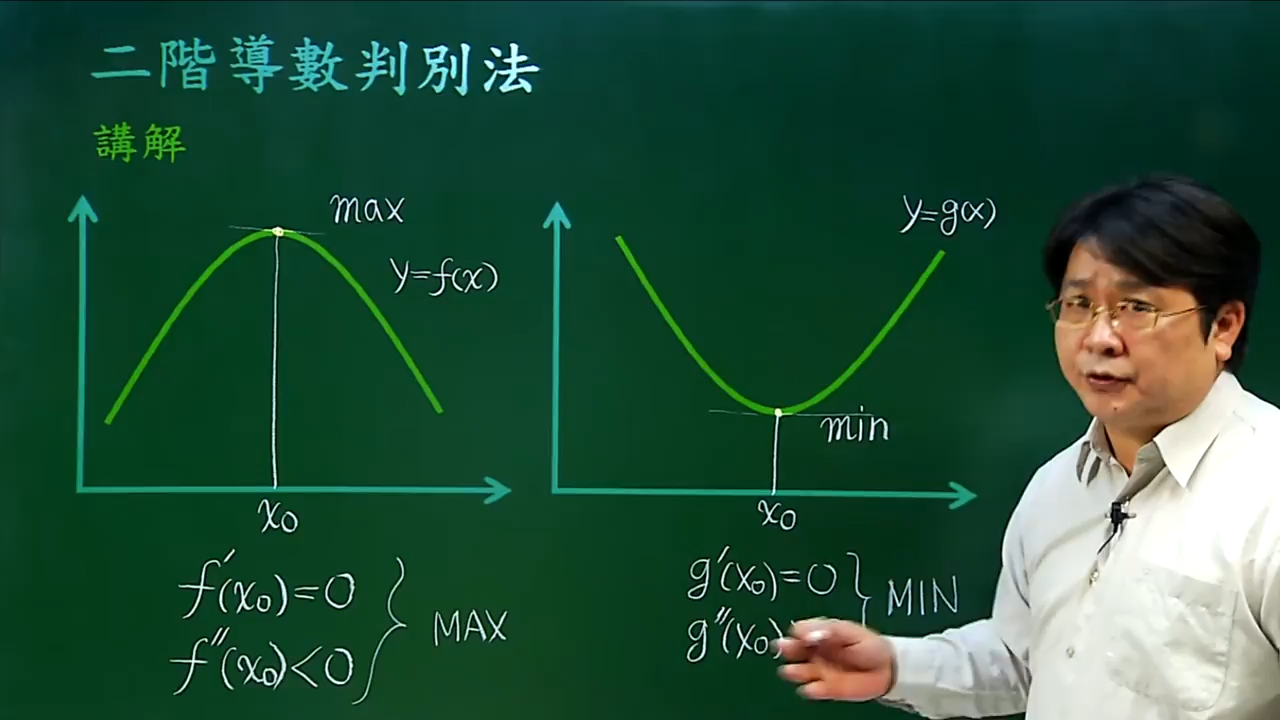 二階導數判別法
講解
max
y=f(x)
x₀
f′(x₀)=0
f″(x₀)<0
MAX
y=g(x)
min
x₀
g′(x₀)=0
g″(x₀)
MIN